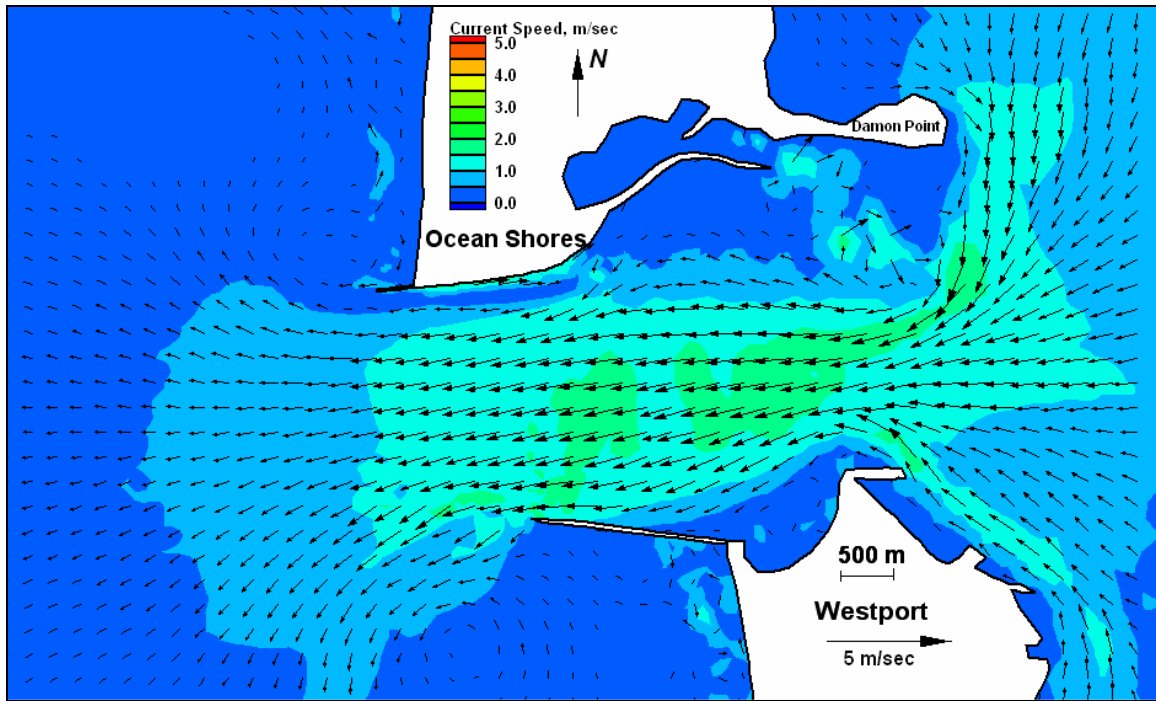 Current Speed, m/sec
5.0
4.0
3.0
2.0
1.0
0.0
N
Damon Point
Ocean Shores
500 m
Westport
5 m/sec